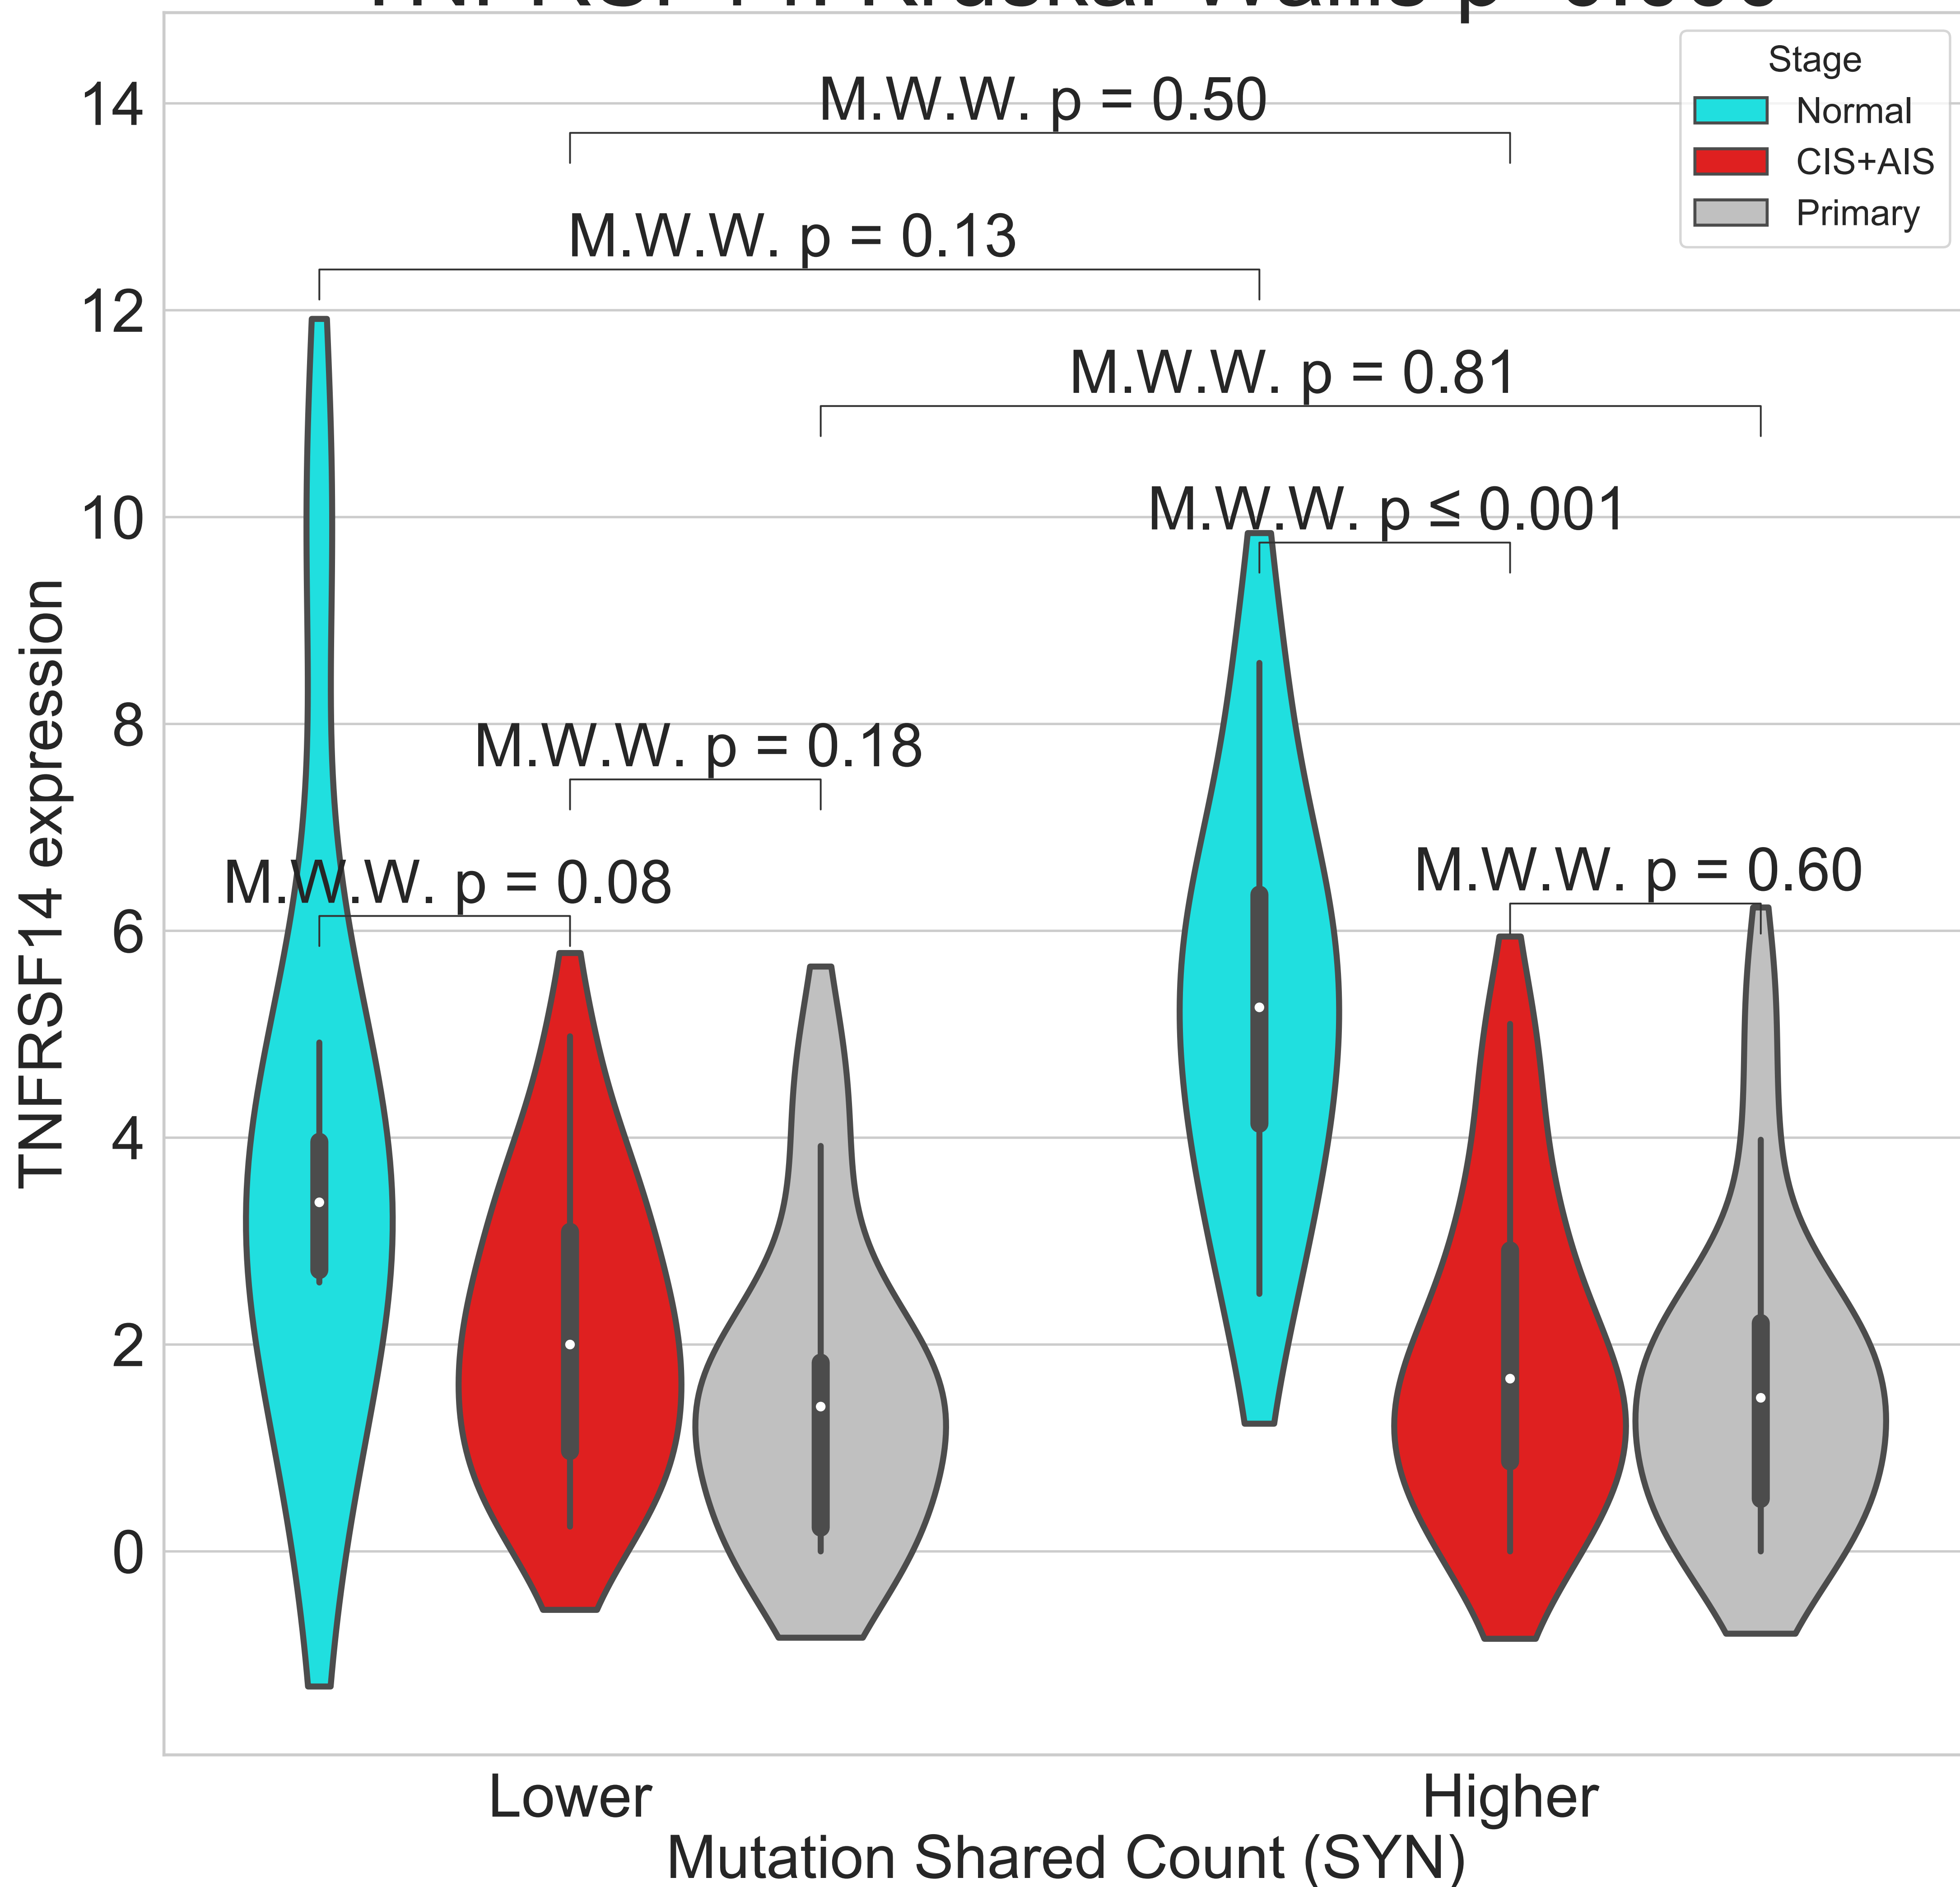 Stage
Normal
CIS+AIS
Primary
14
12
10
8
6
4
2
0
TNFRSF14 expression
M.W.W. p = 0.50
M.W.W. p = 0.13
M.W.W. p = 0.81
M.W.W. p ≤ 0.001
M.W.W. p = 0.18
M.W.W. p = 0.08
M.W.W. p = 0.60
Lower
Higher
Mutation Shared Count (SYN)